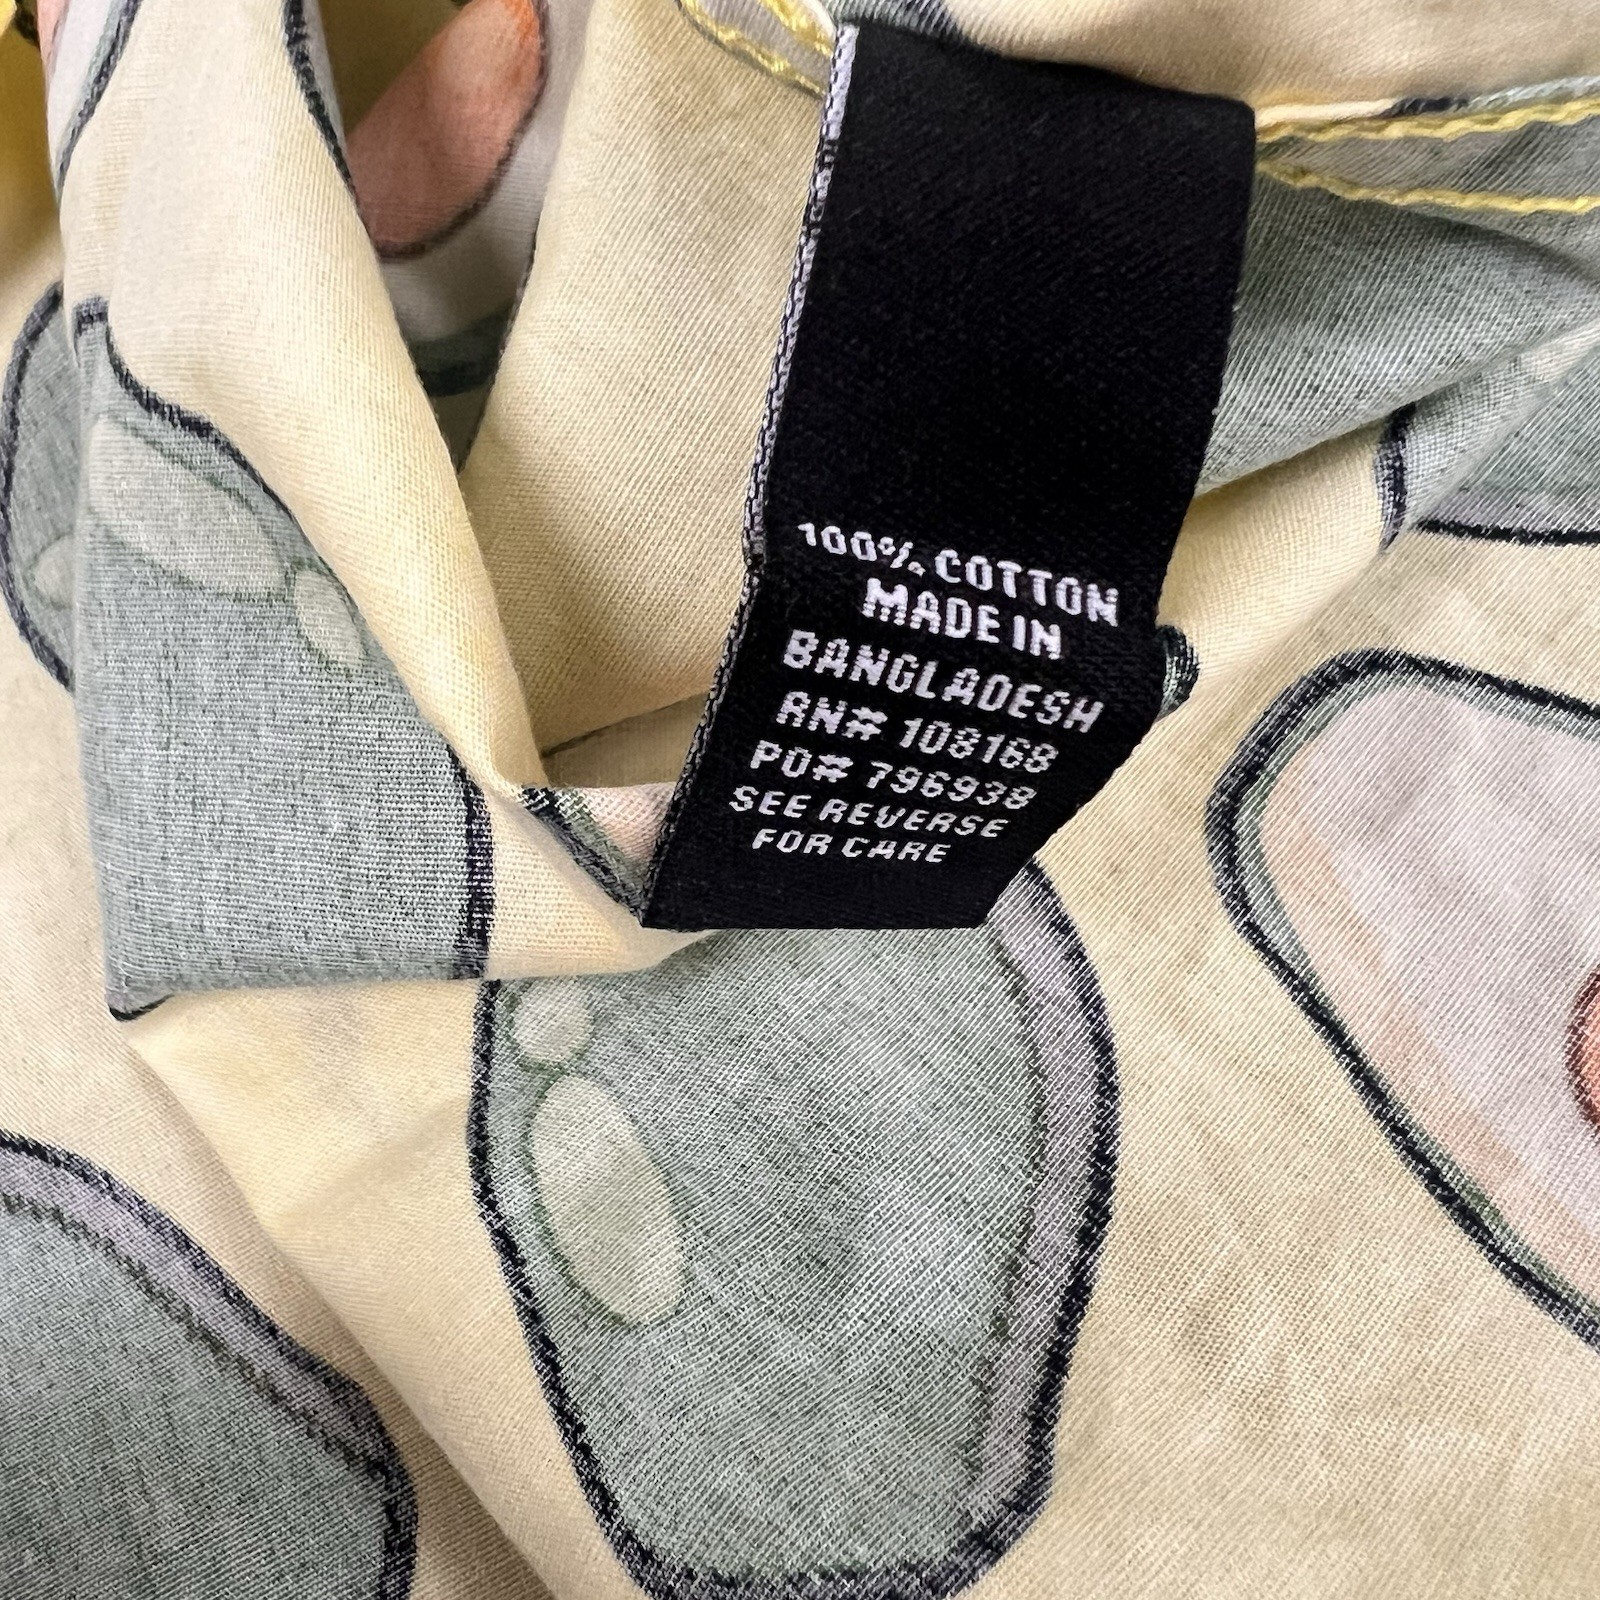 100% COTTON
MADE IN
BANGLADESH
RN# 108168
PO# 796938
SEE REVERSE
FOR CARE